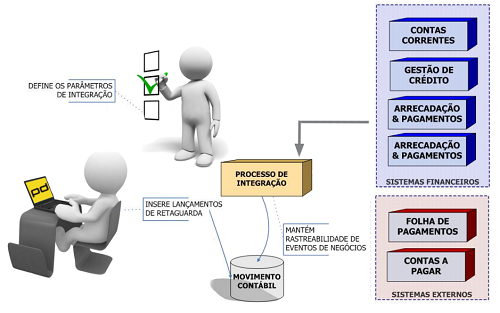 DEFINE OS PARÂMETROS
DE INTEGRAÇÃO
CONTAS
CORRENTES
GESTÃO DE
CRÉDITO
ARRECADAÇÃO
& PAGAMENTOS
ARRECADAÇÃO
& PAGAMENTOS
SISTEMAS FINANCEIROS
PROCESSO DE
INTEGRAÇÃO
pd
INSERE LANÇAMENTOS
DE RETAGUARDA
MANTÉM
RASTREABILIDADE DE
EVENTOS DE NEGÓCIOS
MOVIMENTO
CONTÁBIL
FOLHA DE
PAGAMENTOS
CONTAS A
PAGAR
SISTEMAS EXTERNOS